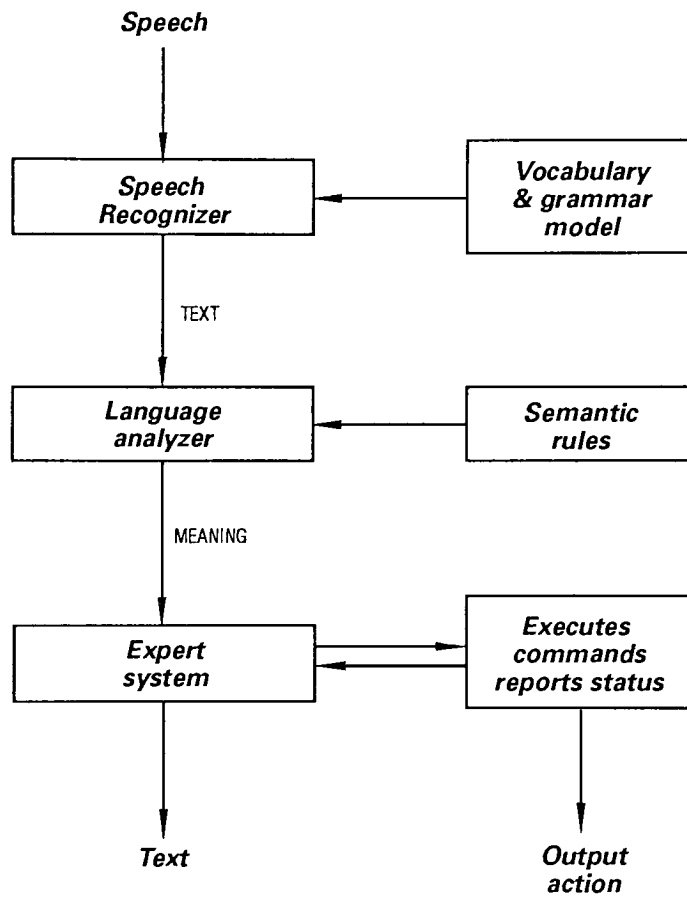 Speech
Speech
Recognizer
Vocabulary
& grammar
model
TEXT
Language
analyzer
Semantic
rules
MEANING
Expert
system
Executes
commands
reports status
Text
Output
action